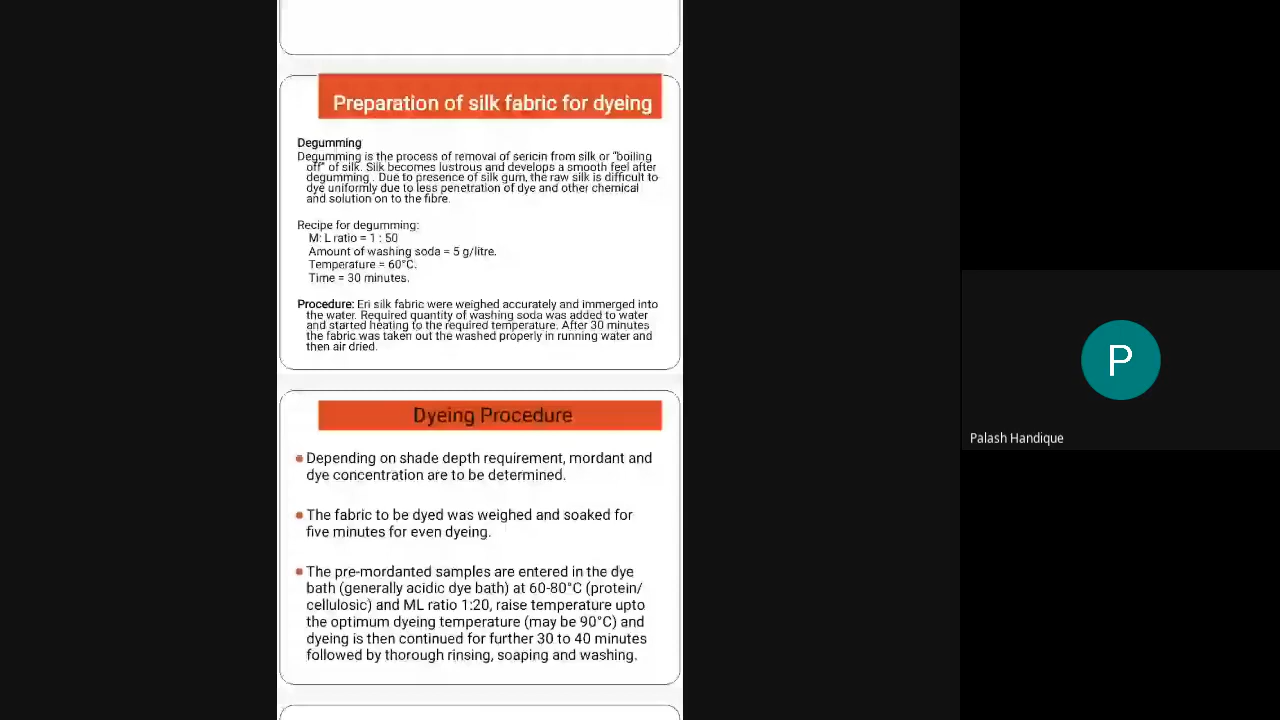 Preparation of silk fabric for dyeing
Degumming
Degumming is the process of removal of sericin from silk or "boiling
off" of silk. Silk becomes lustrous and develops a smooth feel after
degumming . Due to presence of silk gum, the raw silk is difficult to
dye uniformly due to less penetration of dye and other chemical
and solution on to the fibre.
Recipe for degumming:
M: L ratio = 1 : 50
Amount of washing soda = 5 g/litre.
Temperature = 60°C.
Time = 30 minutes.
Procedure: Eri silk fabric were weighed accurately and immerged into
the water. Required quantity of washing soda was added to water
and started heating to the required temperature. After 30 minutes
the fabric was taken out the washed properly in running water and
then air dried.
Dyeing Procedure
Depending on shade depth requirement, mordant and
dye concentration are to be determined.
The fabric to be dyed was weighed and soaked for
five minutes for even dyeing.
The pre-mordanted samples are entered in the dye
bath (generally acidic dye bath) at 60-80°C (protein/
cellulosic) and ML ratio 1:20, raise temperature upto
the optimum dyeing temperature (may be 90°C) and
dyeing is then continued for further 30 to 40 minutes
followed by thorough rinsing, soaping and washing.
P
Palash Handique